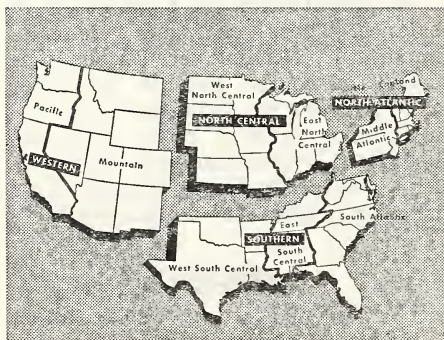 Pacific
WESTERN
Mountain
West
North Central
NORTH CENTRAL
East
North
Central
England
NORTH ATLANTIC
Middle
Atlantic
South Atlantic
East
SOUTHERN
South
Central
West South Central